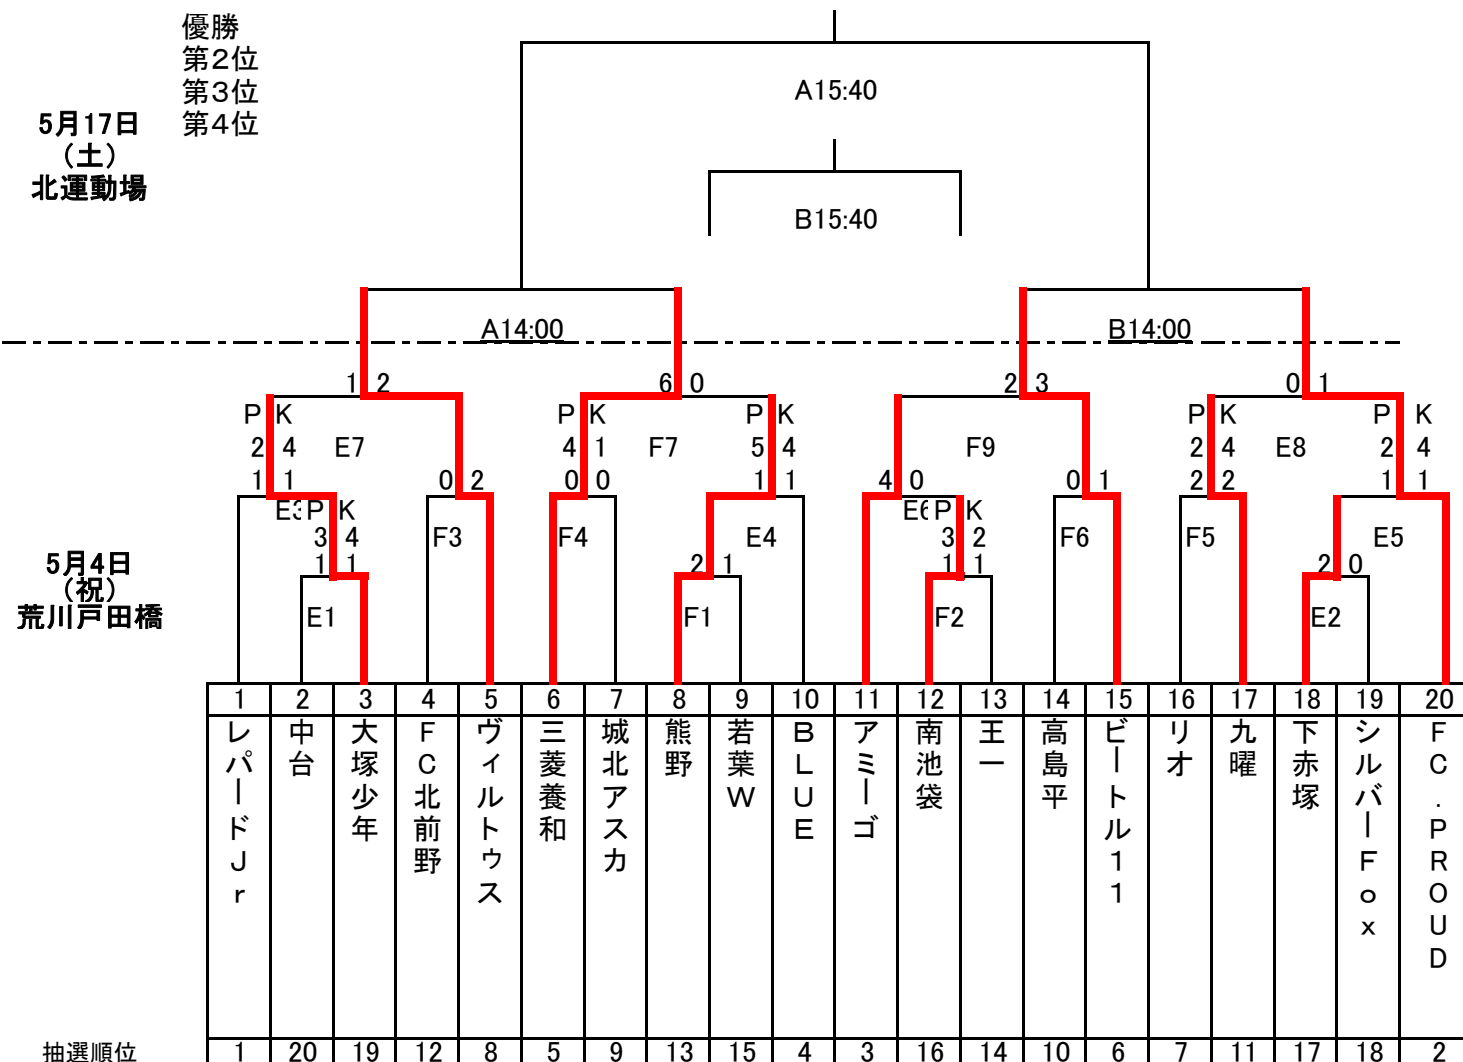 優勝
第2位
第3位
第4位
5月17日
（土）
北運動場
A15:40
B15:40
A14:00
B14:00
1 2
6 0
2 3
0 1
P K
P K
P K
P K
P K
2 4
E7
4 1
F7
5 4
F9
2 4
E8
2 4
1 1
0 2
0 0
1 1
4 0
0 1
2 2
1 1
E3 P K
E6 P K
3 4
F3
F4
E4
3 2
F6
F5
E5
1 1
2 1
1 1
2 0
5月4日
（祝）
荒川戸田橋
E1
F1
F2
E2
1 2 3 4 5 6 7 8 9 10 11 12 13 14 15 16 17 18 19 20
レパードJr
中台
大塚少年
FC北前野
ヴィルトゥス
三菱養和
城北アスカ
熊野
若葉W
BLUE
アミーゴ
南池袋
王一
高島平
ビートル11
リオ
九曜
下赤塚
シルバーFox
FC.PROUD
抽選順位 1 20 19 12 8 5 9 13 15 4 3 16 14 10 6 7 11 17 18 2